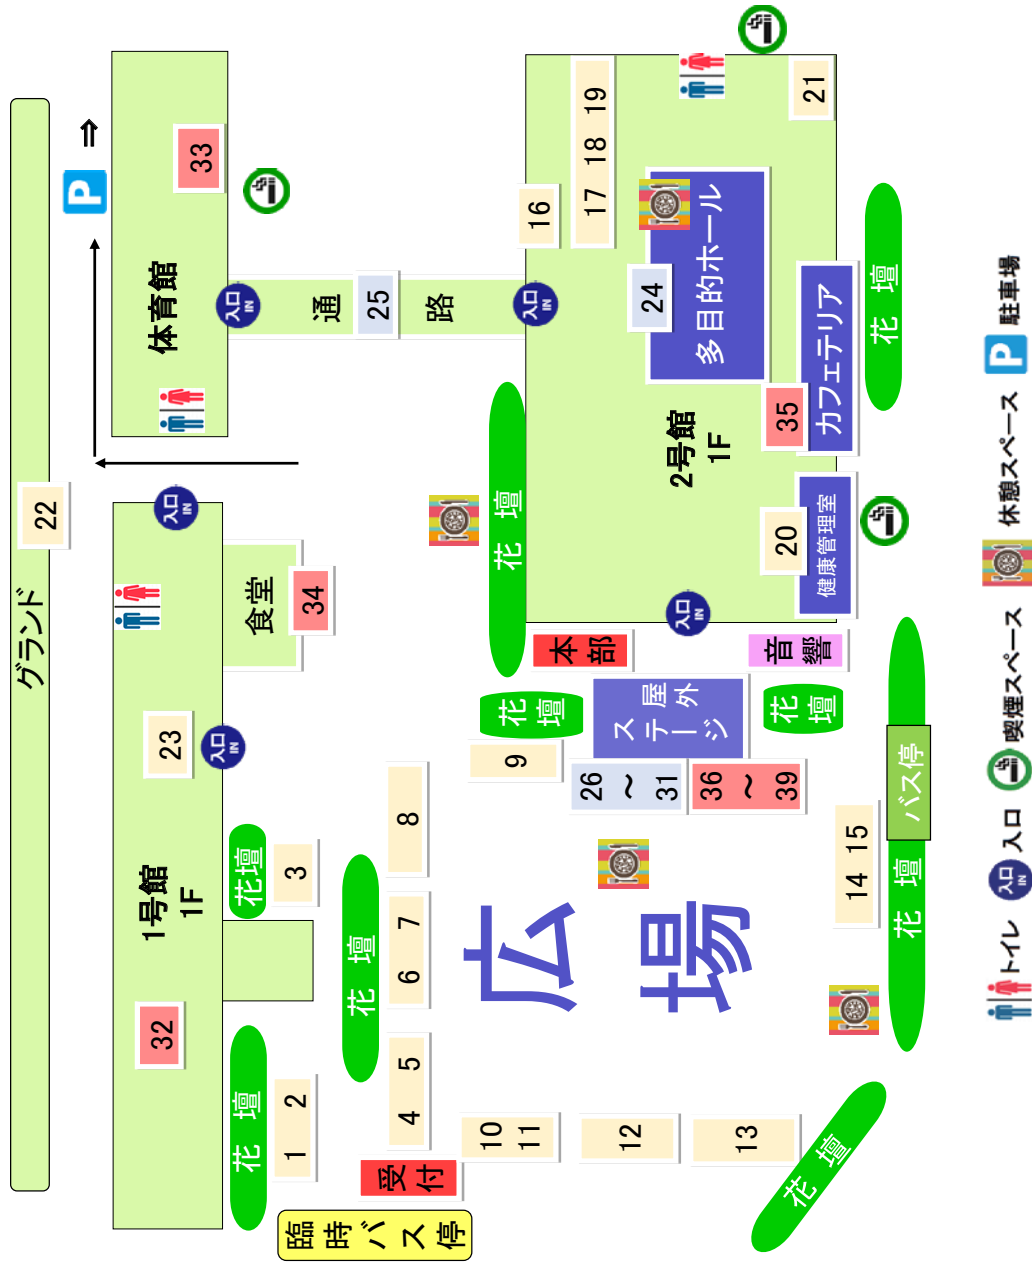 グランド
22
P ⇒
1号館
1F
32
23
入口
IN
入口
IN
体育館
33
入口
IN
花 壇
花壇
食堂
34
1 2
3
通 25 路
臨時バス停
受付
花 壇
4 5
6 7
8
10
11
12
13
広場
9
花壇
花 壇
本部
屋外
ステージ
音響
花壇
26
〜
31
36
〜
39
2号館
1F
入口
IN
入口
IN
16
17 18 19
24
多目的ホール
35
カフェテリア
20
健康管理室
21
花 壇
14 15
花 壇
花 壇
バス停
トイレ
入口
IN
入口
喫煙スペース
休憩スペース
P
駐車場